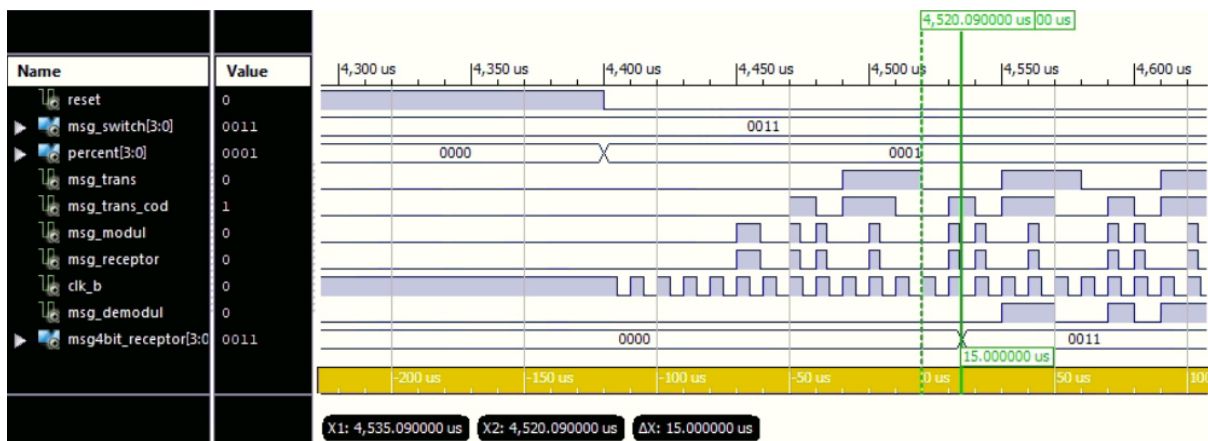 4,520.090000 us 00 us
Name Value 4,300 us 4,350 us 4,400 us 4,450 us 4,500 us 4,550 us 4,600 us
reset 0
msg_switch[3:0] 0011 0011
percent[3:0] 0001 0000 0001
msg_trans 0
msg_trans_cod 1
msg_modul 0
msg_receptor 0
clk_b 0
msg_demodul 0
msg4bit_receptor[3:0 0011 0000 0011
15.000000 us
-200 us -150 us -100 us -50 us 0 us 50 us 100
X1: 4,535.090000 us X2: 4,520.090000 us ΔX: 15.000000 us